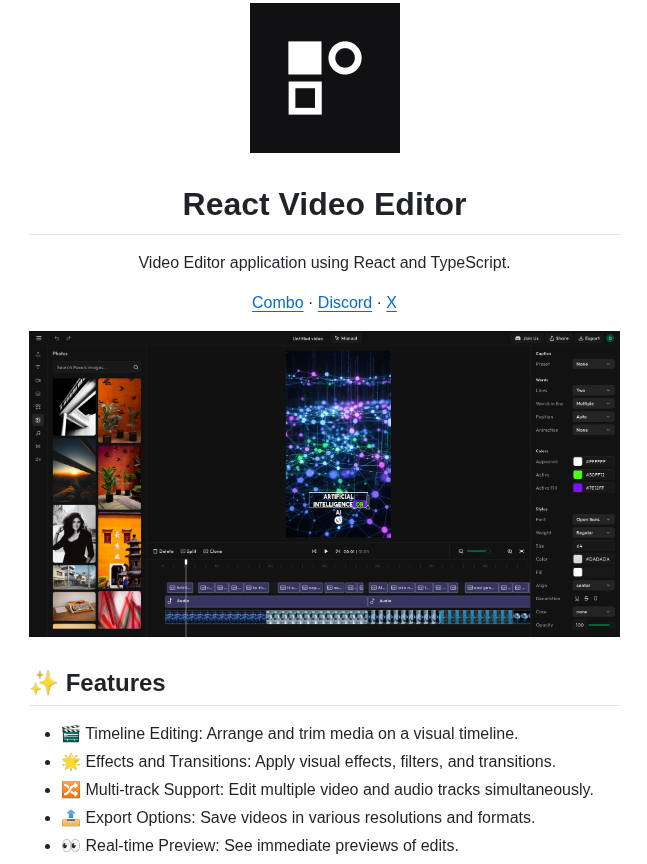 React Video Editor
Video Editor application using React and TypeScript.
Combo · Discord · X
Untitled video
Manual
Join Us
Share
Export
Photos
Search Pexels images...
Caption
Preset
None
Words
Lines
Two
Words in line
Multiple
Position
Auto
Animation
None
Colors
Appeared
#FFFFFF
Active
#50FF12
Active Fill
#7E12FF
Styles
Font
Open Sans
Weight
Regular
Size
64
Color
#DADADA
Fill
Align
center
Decoration
Case
none
Opacity
100
ARTIFICIAL
INTELLIGENCE OR
AI
Delete
Split
Clone
Audio
Audio
✨ Features
🎬 Timeline Editing: Arrange and trim media on a visual timeline.
🌟 Effects and Transitions: Apply visual effects, filters, and transitions.
🔀 Multi-track Support: Edit multiple video and audio tracks simultaneously.
📤 Export Options: Save videos in various resolutions and formats.
👀 Real-time Preview: See immediate previews of edits.